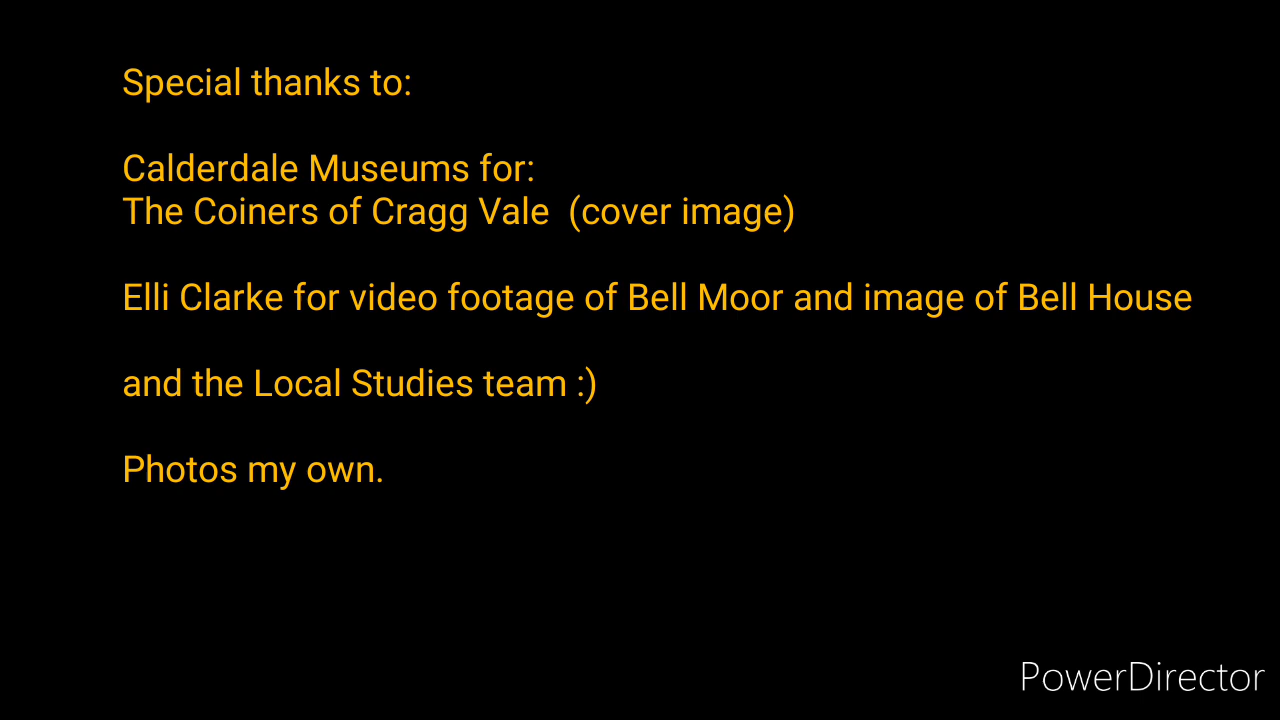 Special thanks to:
Calderdale Museums for:
The Coiners of Cragg Vale  (cover image)
Elli Clarke for video footage of Bell Moor and image of Bell House
and the Local Studies team :)
Photos my own.
PowerDirector